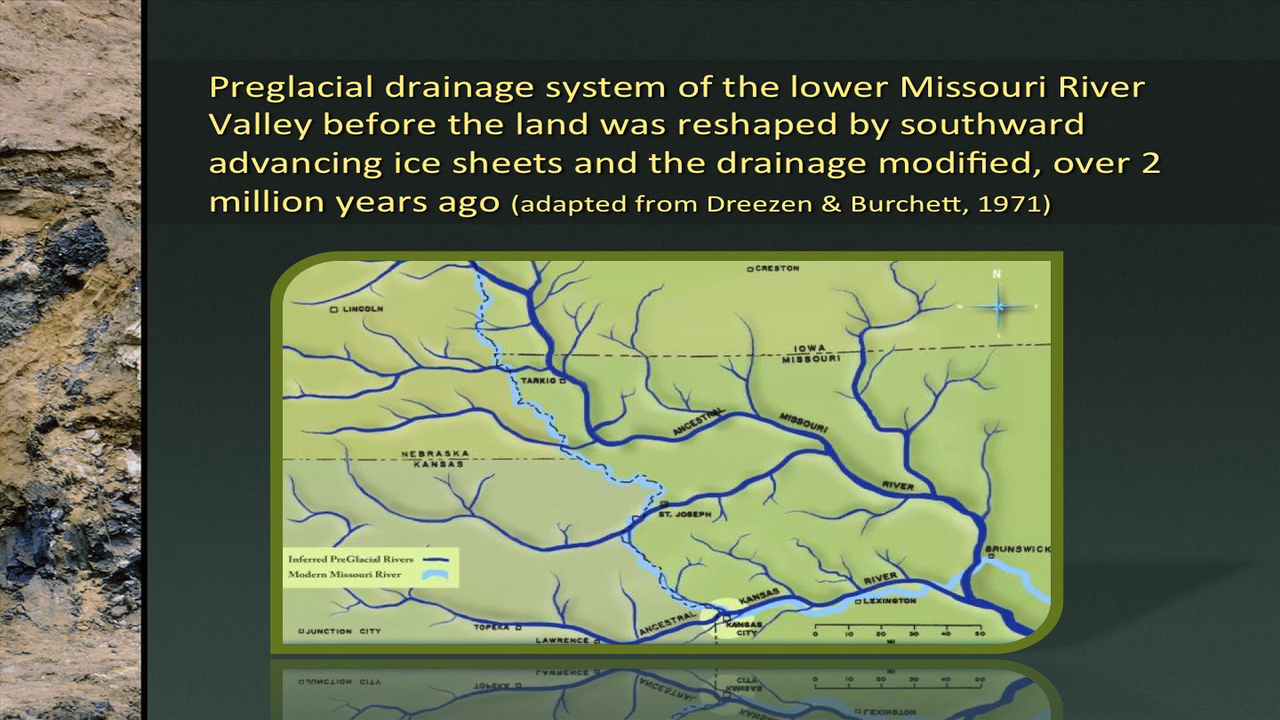 Preglacial drainage system of the lower Missouri River
Valley before the land was reshaped by southward
advancing ice sheets and the drainage modified, over 2
million years ago (adapted from Dreezen & Burchett, 1971)
CRESTON
N
LINCOLN
IOWA
MISSOURI
TARKIO
ANCESTRAL MISSOURI RIVER
NEBRASKA
KANSAS
ST. JOSEPH
BRUNSWICK
Inferred PreGlacial Rivers
Modern Missouri River
ANCESTRAL KANSAS RIVER
LEXINGTON
KANSAS
CITY
JUNCTION CITY
TOPEKA
LAWRENCE
0 10 20 30 40 50
MI